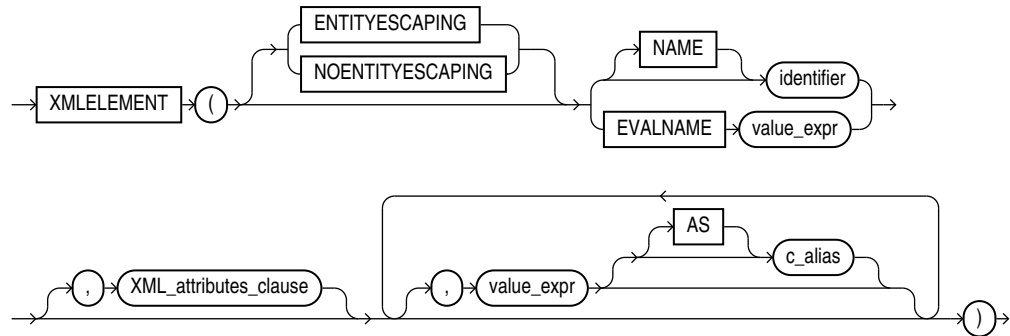 ENTITYESCAPING
NOENTITYESCAPING
NAME
identifier
XMLELEMENT (
EVALNAME value_expr
AS
c_alias
, XML_attributes_clause , value_expr
)